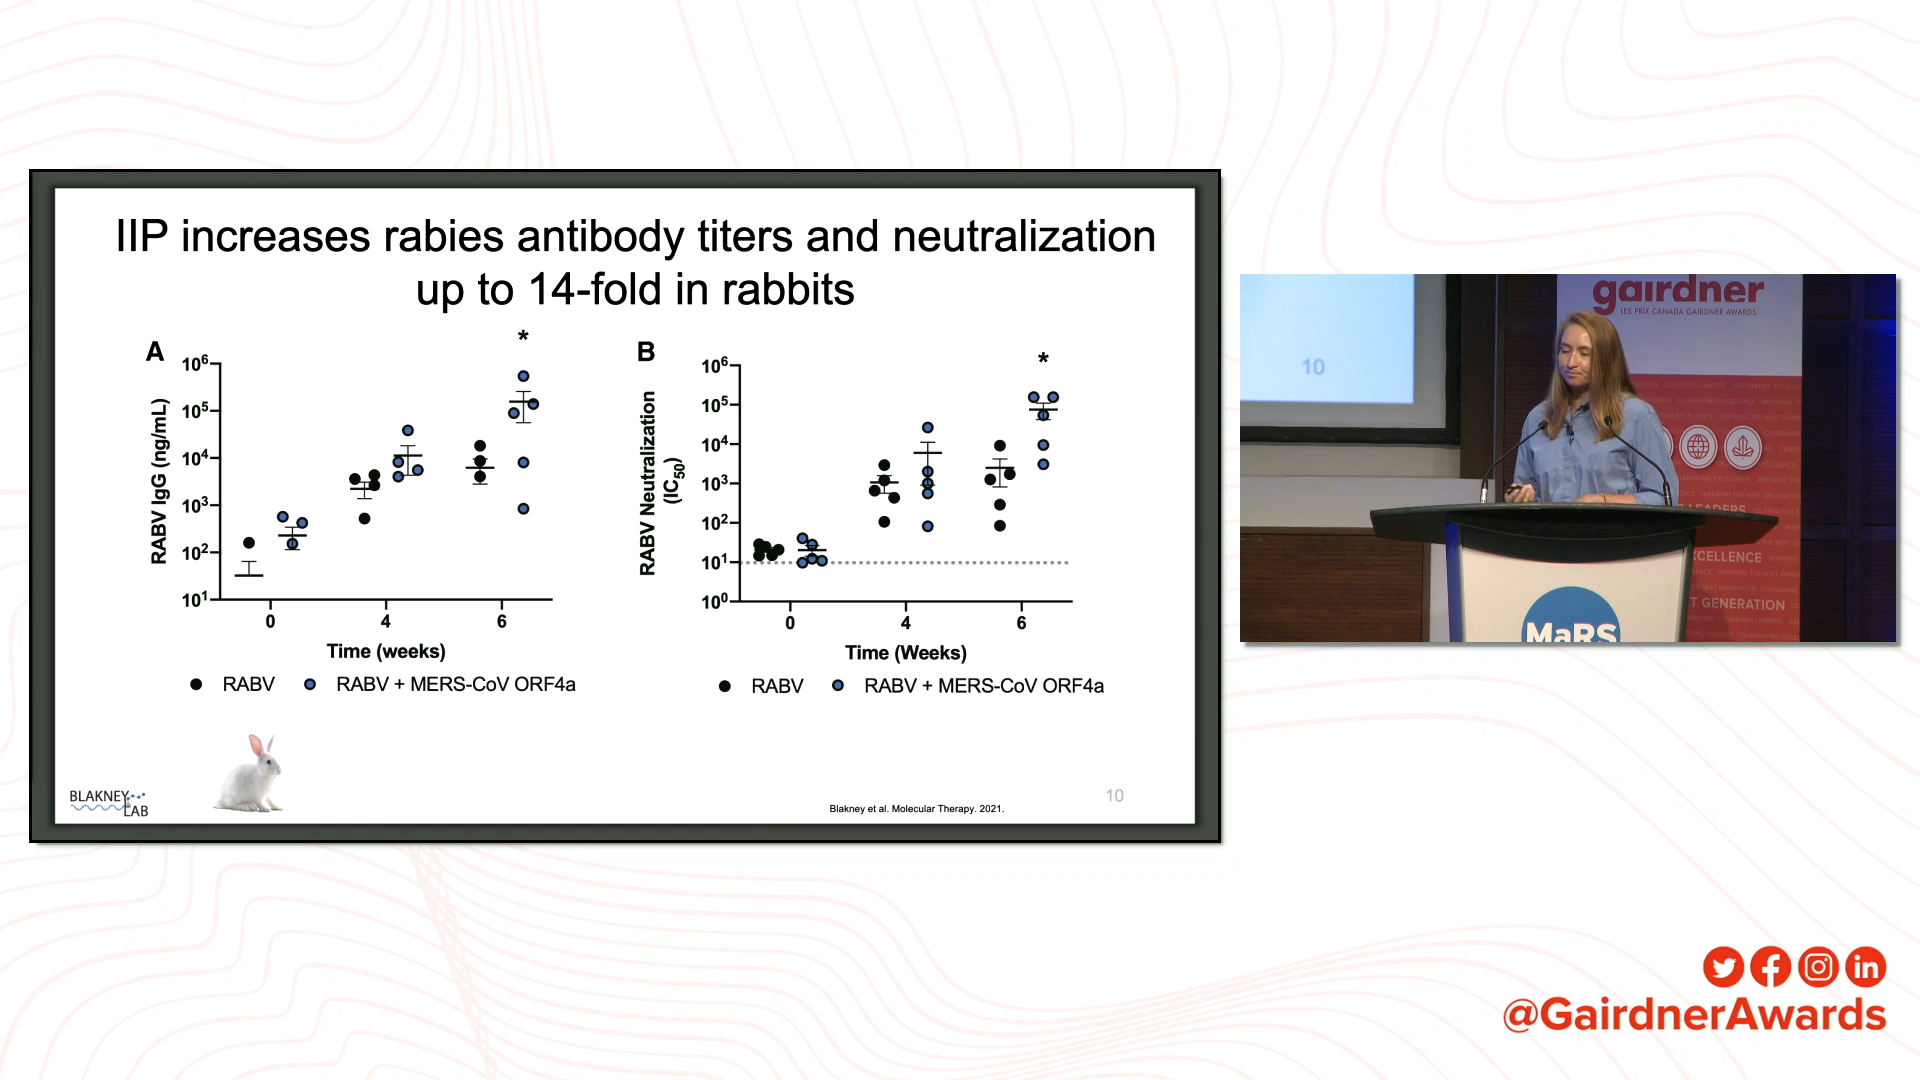 IIP increases rabies antibody titers and neutralization
up to 14-fold in rabbits
A
*
RABV IgG (ng/mL)
10⁶
10⁵
10⁴
10³
10²
10¹
0
4
6
Time (weeks)
RABV
RABV + MERS-CoV ORF4a
B
*
RABV Neutralization
(IC₅₀)
10⁶
10⁵
10⁴
10³
10²
10¹
10⁰
0
4
6
Time (Weeks)
RABV
RABV + MERS-CoV ORF4a
BLAKNEY
LAB
Blakney et al. Molecular Therapy. 2021.
10
10
gairdner
LES PRIX CANADA GAIRDNER AWARDS
LEADERS
XCELLENCE
T GENERATION
MaRS
@GairdnerAwards